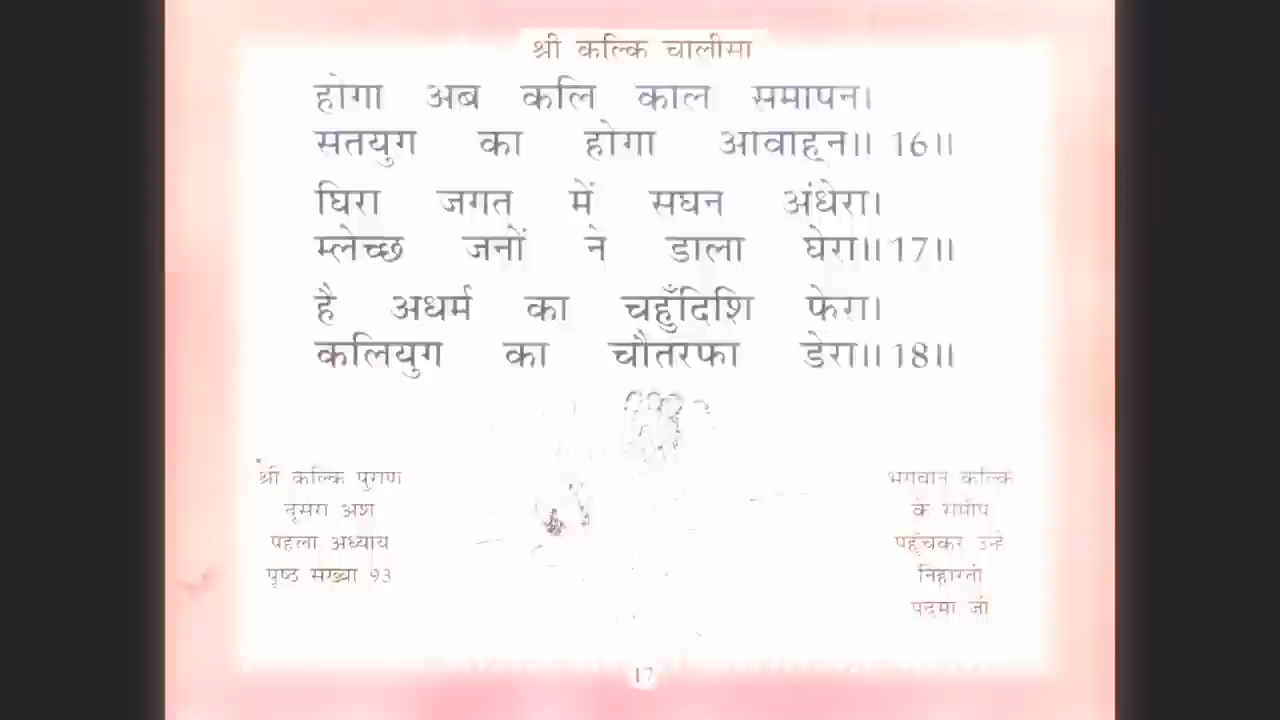 श्री कल्कि चालीसा
होगा अब कलि काल समापन।
सतयुग का होगा आवाहन।। 16।।
घिरा जगत में सघन अंधेरा।
म्लेच्छ जनों ने डाला घेरा।। 17।।
है अधर्म का चहुँदिशि फेरा।
कलियुग का चौतरफा डेरा।। 18।।
श्री कल्कि पुराण
दूसरा अंश
पहला अध्याय
पृष्ठ संख्या 93
भगवान कल्कि
के समीप
पहुँचकर उन्हें
निहारती
पद्मा जी
17